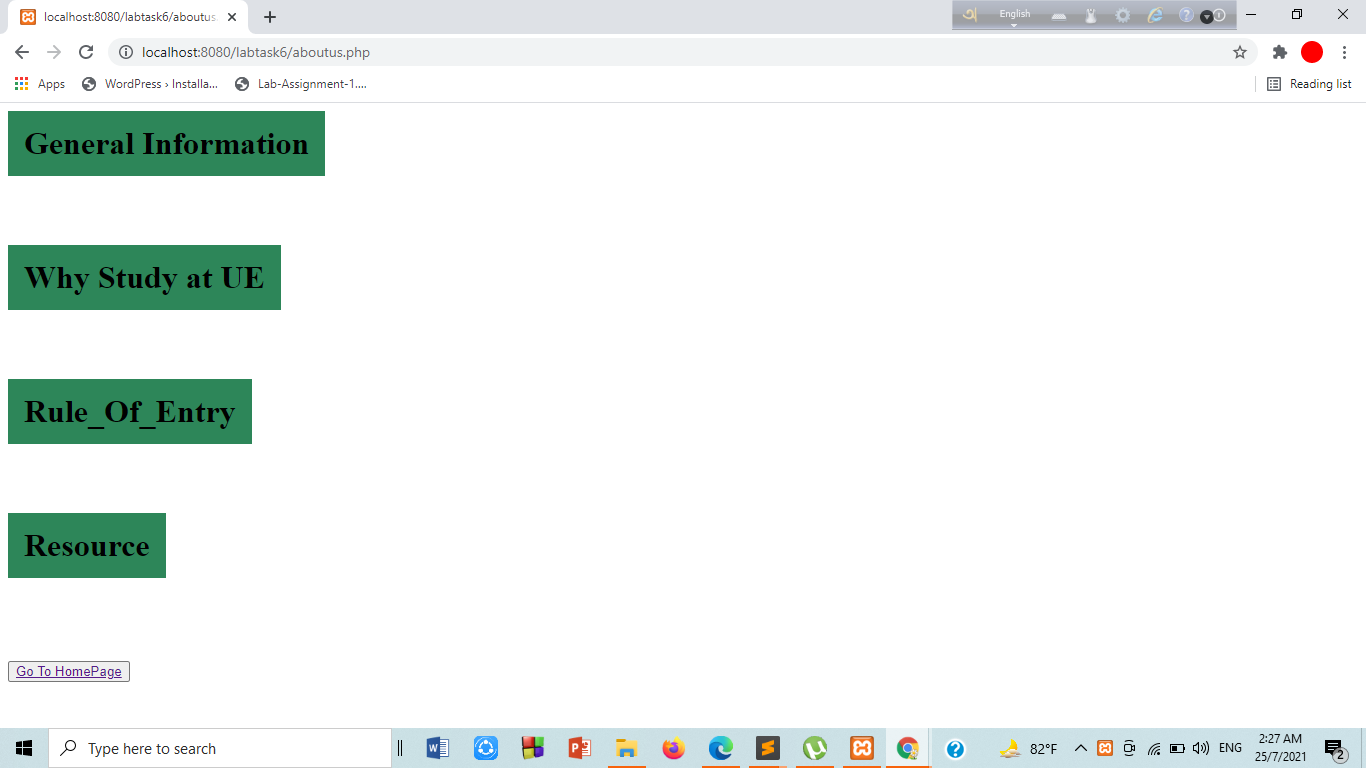 localhost:8080/labtask6/aboutus.
English
localhost:8080/labtask6/aboutus.php
Apps
WordPress › Installa...
Lab-Assignment-1....
Reading list
General Information
Why Study at UE
Rule_Of_Entry
Resource
Go To HomePage
Type here to search
82°F
ENG
2:27 AM
25/7/2021
2